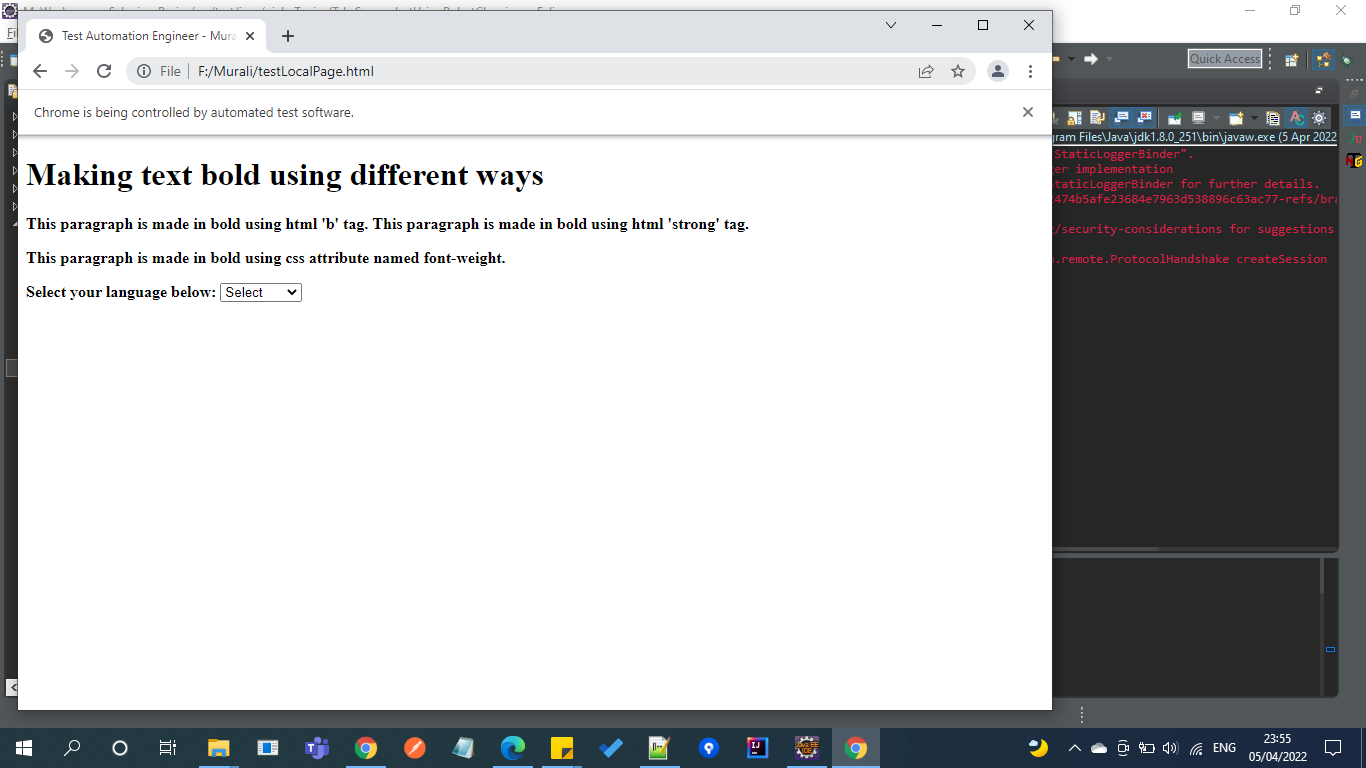 Test Automation Engineer - Mura
File F:/Murali/testLocalPage.html
Chrome is being controlled by automated test software.
Making text bold using different ways
This paragraph is made in bold using html 'b' tag. This paragraph is made in bold using html 'strong' tag.
This paragraph is made in bold using css attribute named font-weight.
Select your language below: Select
Quick Access
gram Files\Java\jdk1.8.0_251\bin\javaw.exe (5 Apr 2022
StaticLoggerBinder".
er implementation
StaticLoggerBinder for further details.
474b5afe23684e7963d538896c63ac77-refs/bra
g/security-considerations for suggestions
.remote.ProtocolHandshake createSession
ENG
23:55
05/04/2022